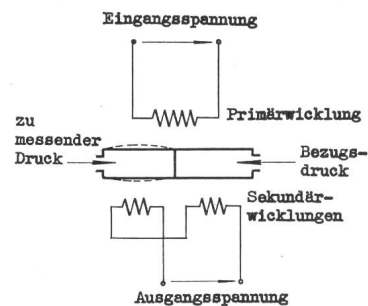 Eingangsspannung
Primärwicklung
zu
messender
Druck
Bezugs-
druck
Sekundär-
wicklungen
Ausgangsspannung